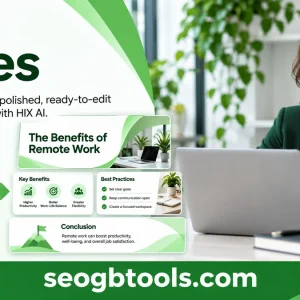 es
polished, ready-to-edit
with HIX AI.
The Benefits of
Remote Work
Key Benefits
Higher
Productivity
Better
Work-Life Balance
Greater
Flexibility
Best Practices
Set clear goals
Keep communication open
Create a focused workspace
Conclusion
Remote work can boost productivity,
well-being, and overall job satisfaction.
seogbtools.com